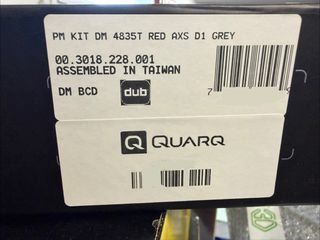 PM KIT DM 4835T RED AXS D1 GREY
00.3018.228.001
ASSEMBLED IN TAIWAN
DM BCD
dub
7
QUARQ